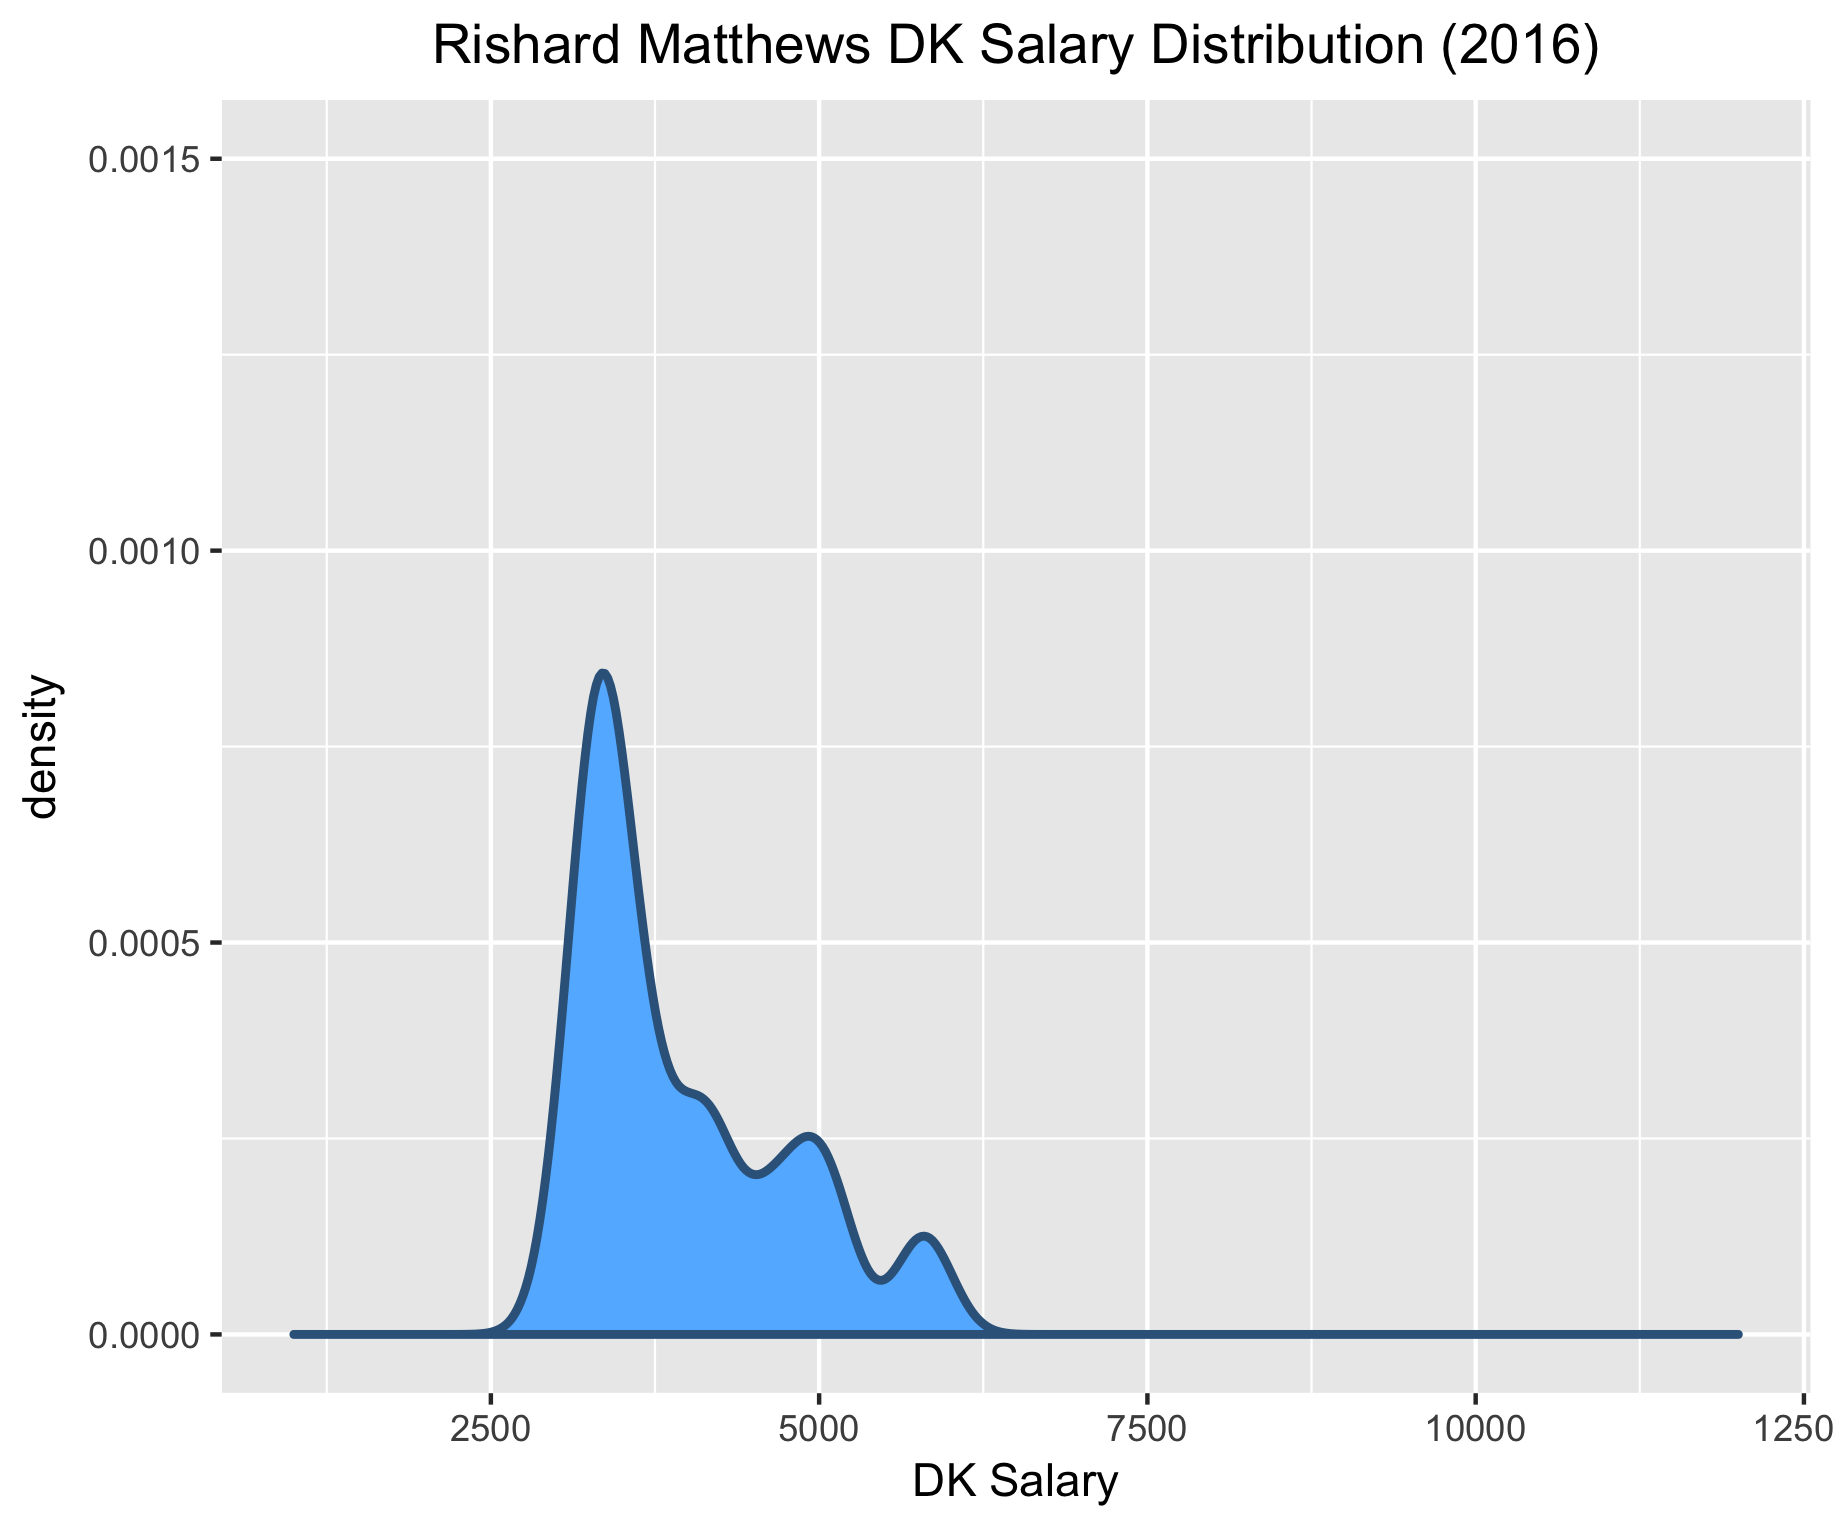 Rishard Matthews DK Salary Distribution (2016)
0.0015
0.0010
density
0.0005
0.0000
2500 5000 7500 10000 1250
DK Salary